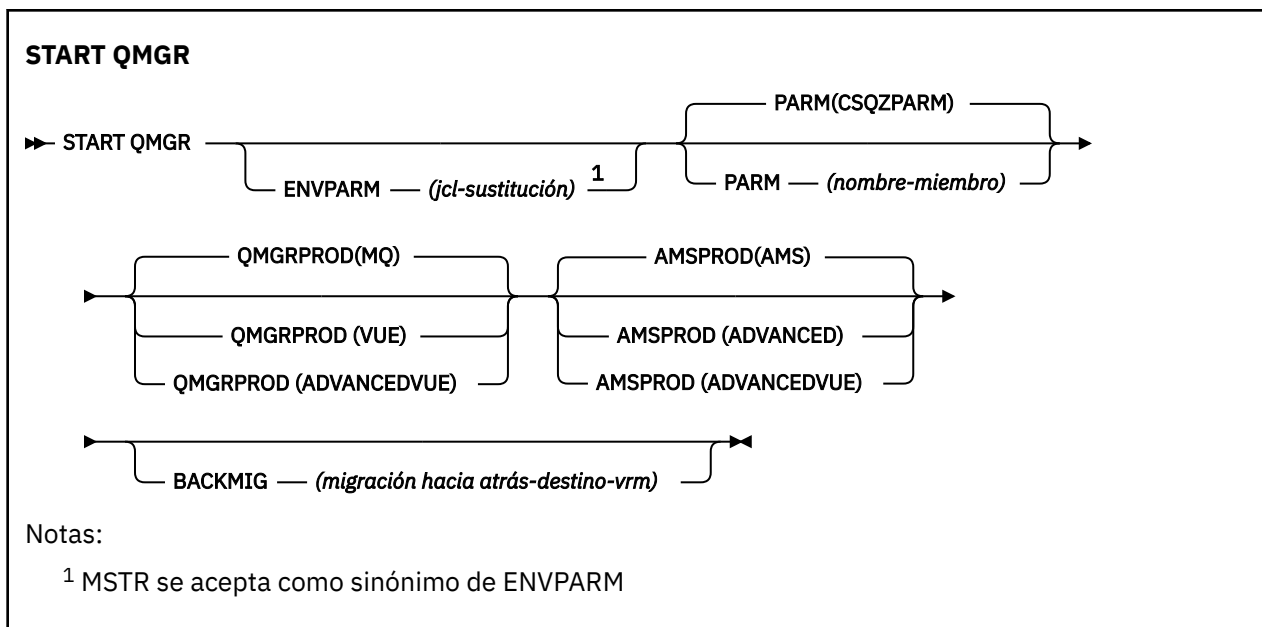 START QMGR
PARM(CSQZPARM)
START QMGR
ENVPARM (jcl-sustitución) 1
PARM (nombre-miembro)
QMGRPROD(MQ)
AMSPROD(AMS)
QMGRPROD (VUE)
AMSPROD (ADVANCED)
QMGRPROD (ADVANCEDVUE)
AMSPROD (ADVANCEDVUE)
BACKMIG (migración hacia atrás-destino-vrm)
Notas:
1 MSTR se acepta como sinónimo de ENVPARM